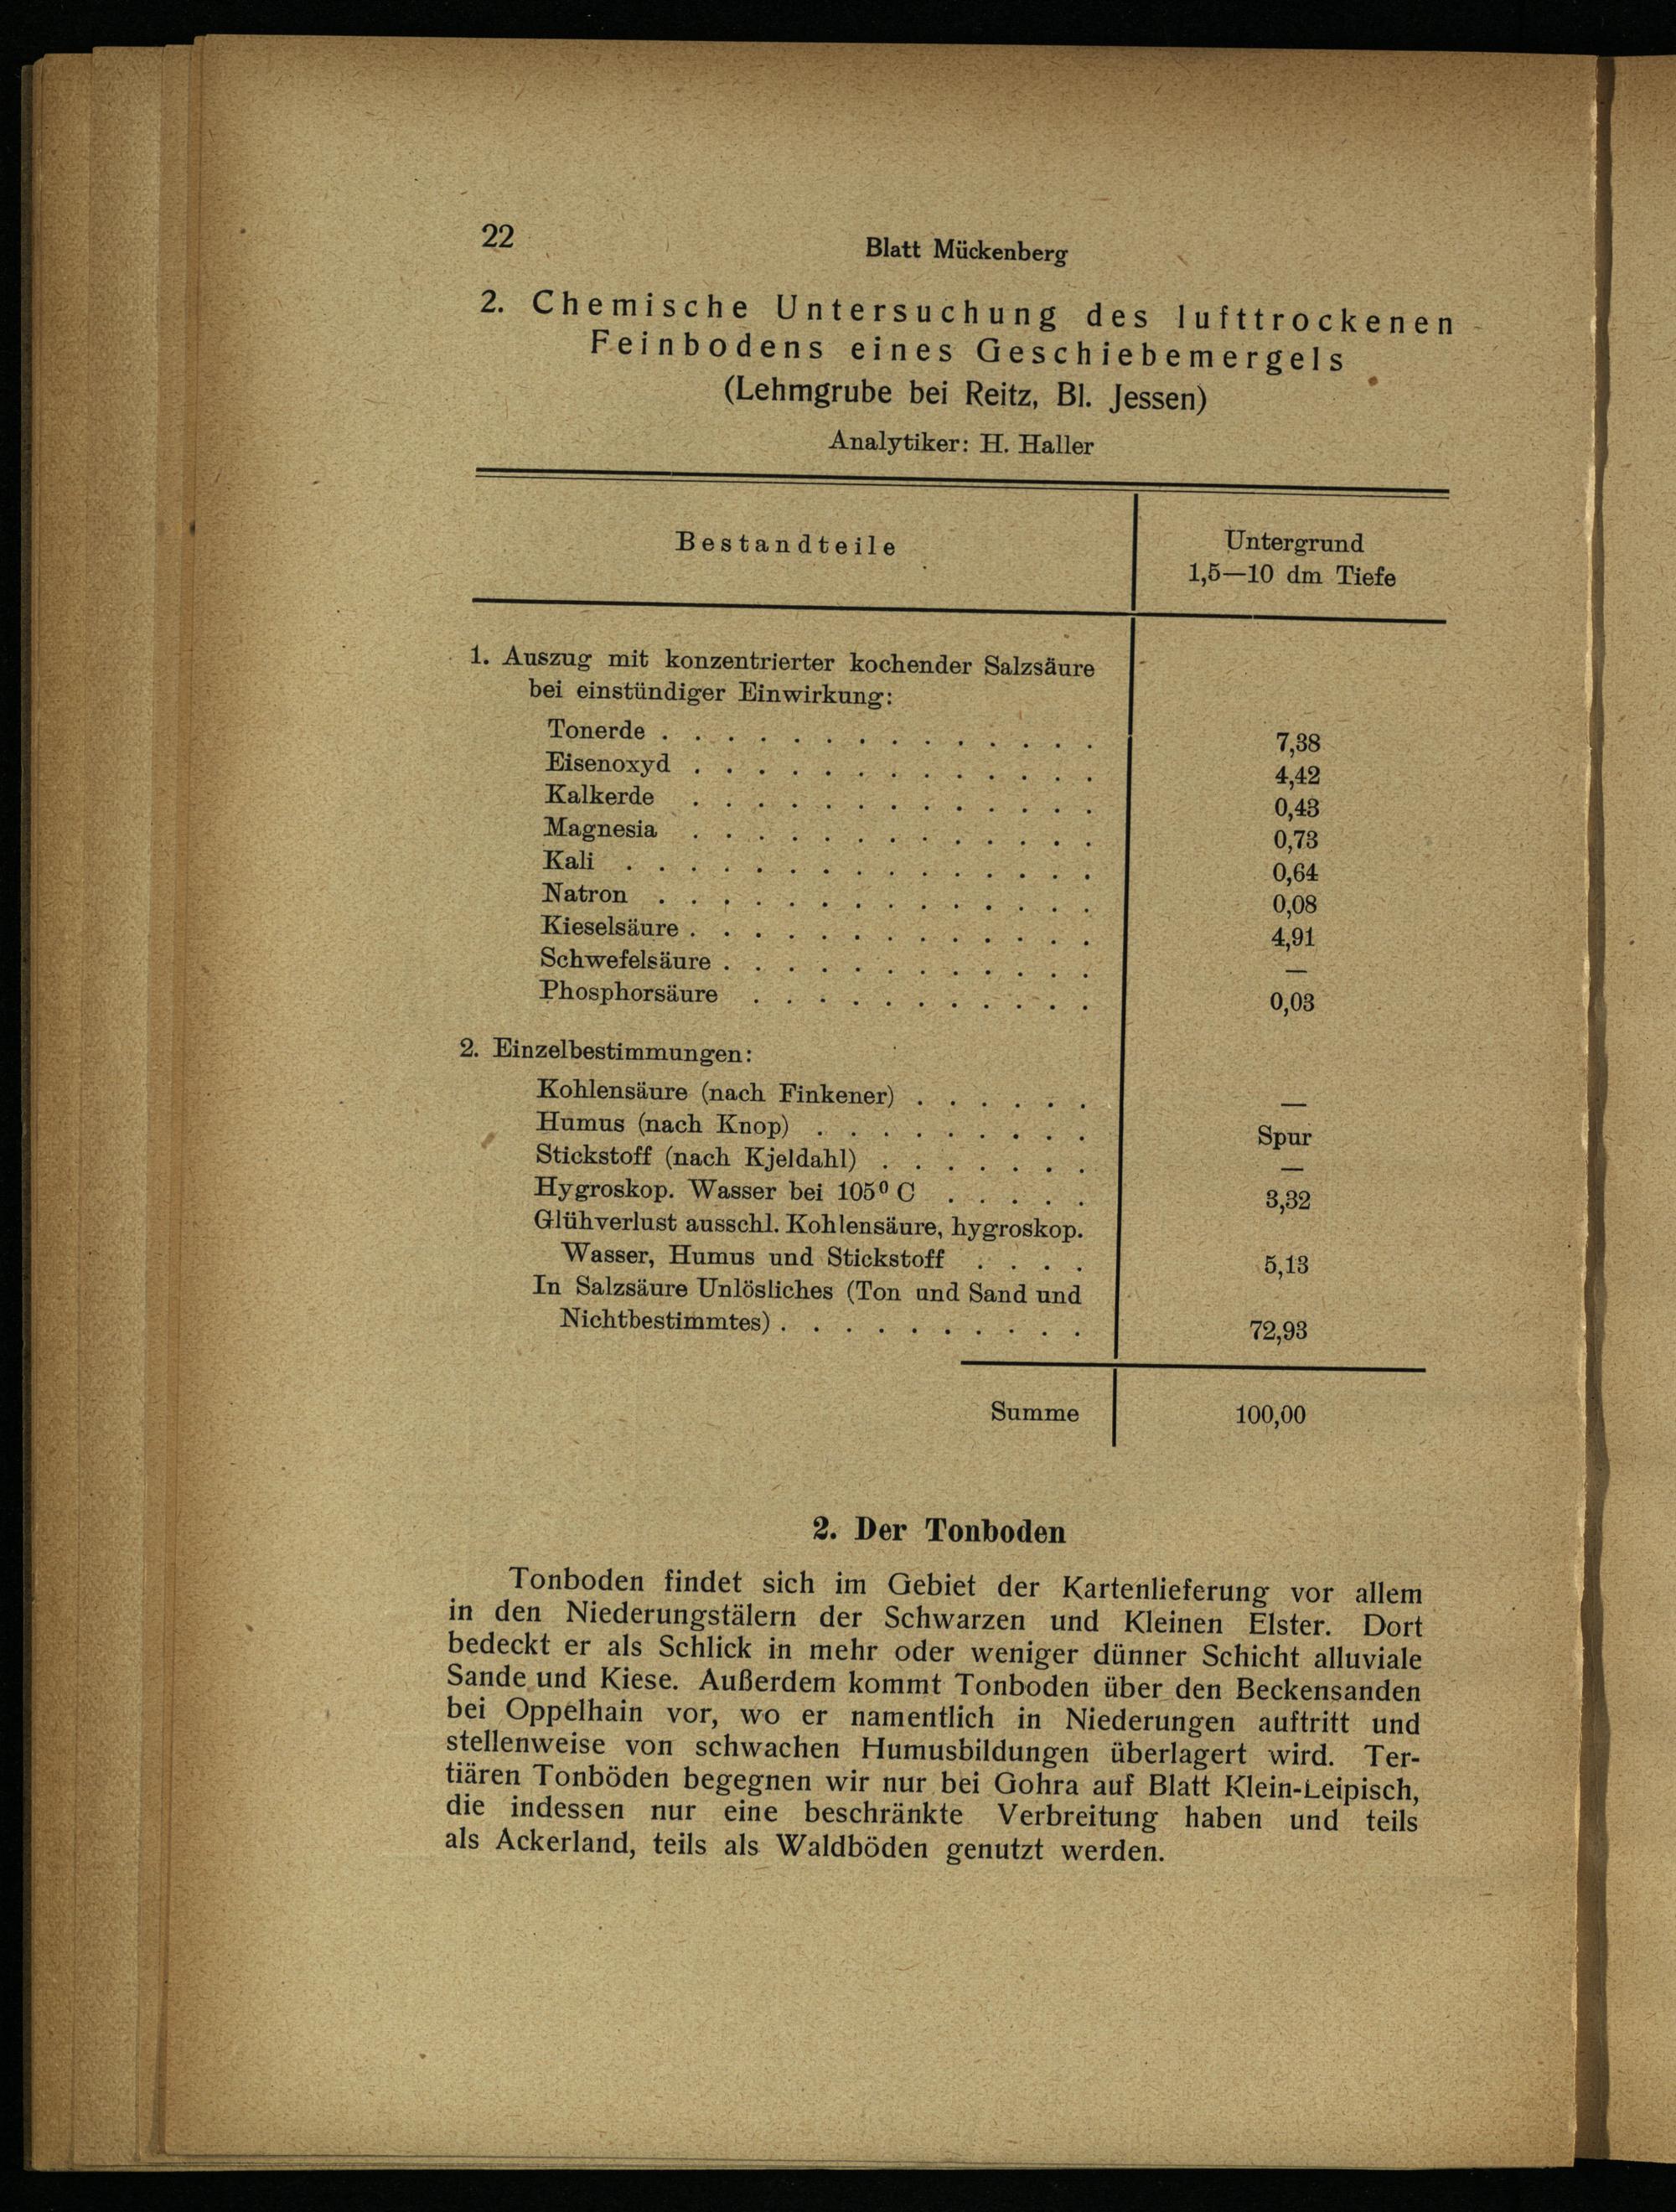 22
Blatt Mückenberg
2. Chemische Untersuchung des lufttrockenen
Feinbodens eines Geschiebemergels
(Lehmgrube bei Reitz, Bl. Jessen)
Analytiker: H. Haller
Bestandteile
Untergrund
1,5—10 dm Tiefe
1. Auszug mit konzentrierter kochender Salzsäure
bei einstündiger Einwirkung:
Tonerde . . . . . . . . . . . . . . 7,38
Eisenoxyd . . . . . . . . . . . . . 4,42
Kalkerde . . . . . . . . . . . . . 0,43
Magnesia . . . . . . . . . . . . . 0,73
Kali . . . . . . . . . . . . . . . 0,64
Natron . . . . . . . . . . . . . . 0,08
Kieselsäure . . . . . . . . . . . . . 4,91
Schwefelsäure . . . . . . . . . . . . —
Phosphorsäure . . . . . . . . . . . 0,03
2. Einzelbestimmungen:
Kohlensäure (nach Finkener) . . . . . . —
Humus (nach Knop) . . . . . . . . . Spur
Stickstoff (nach Kjeldahl) . . . . . . . —
Hygroskop. Wasser bei 105⁰ C . . . . . 3,32
Glühverlust ausschl. Kohlensäure, hygroskop.
Wasser, Humus und Stickstoff . . . . 5,13
In Salzsäure Unlösliches (Ton und Sand und
Nichtbestimmtes) . . . . . . . . . . 72,93
Summe 100,00
2. Der Tonboden
Tonboden findet sich im Gebiet der Kartenlieferung vor allem
in den Niederungstälern der Schwarzen und Kleinen Elster. Dort
bedeckt er als Schlick in mehr oder weniger dünner Schicht alluviale
Sande und Kiese. Außerdem kommt Tonboden über den Beckensanden
bei Oppelhain vor, wo er namentlich in Niederungen auftritt und
stellenweise von schwachen Humusbildungen überlagert wird. Ter-
tiären Tonböden begegnen wir nur bei Gohra auf Blatt Klein-Leipisch,
die indessen nur eine beschränkte Verbreitung haben und teils
als Ackerland, teils als Waldböden genutzt werden.